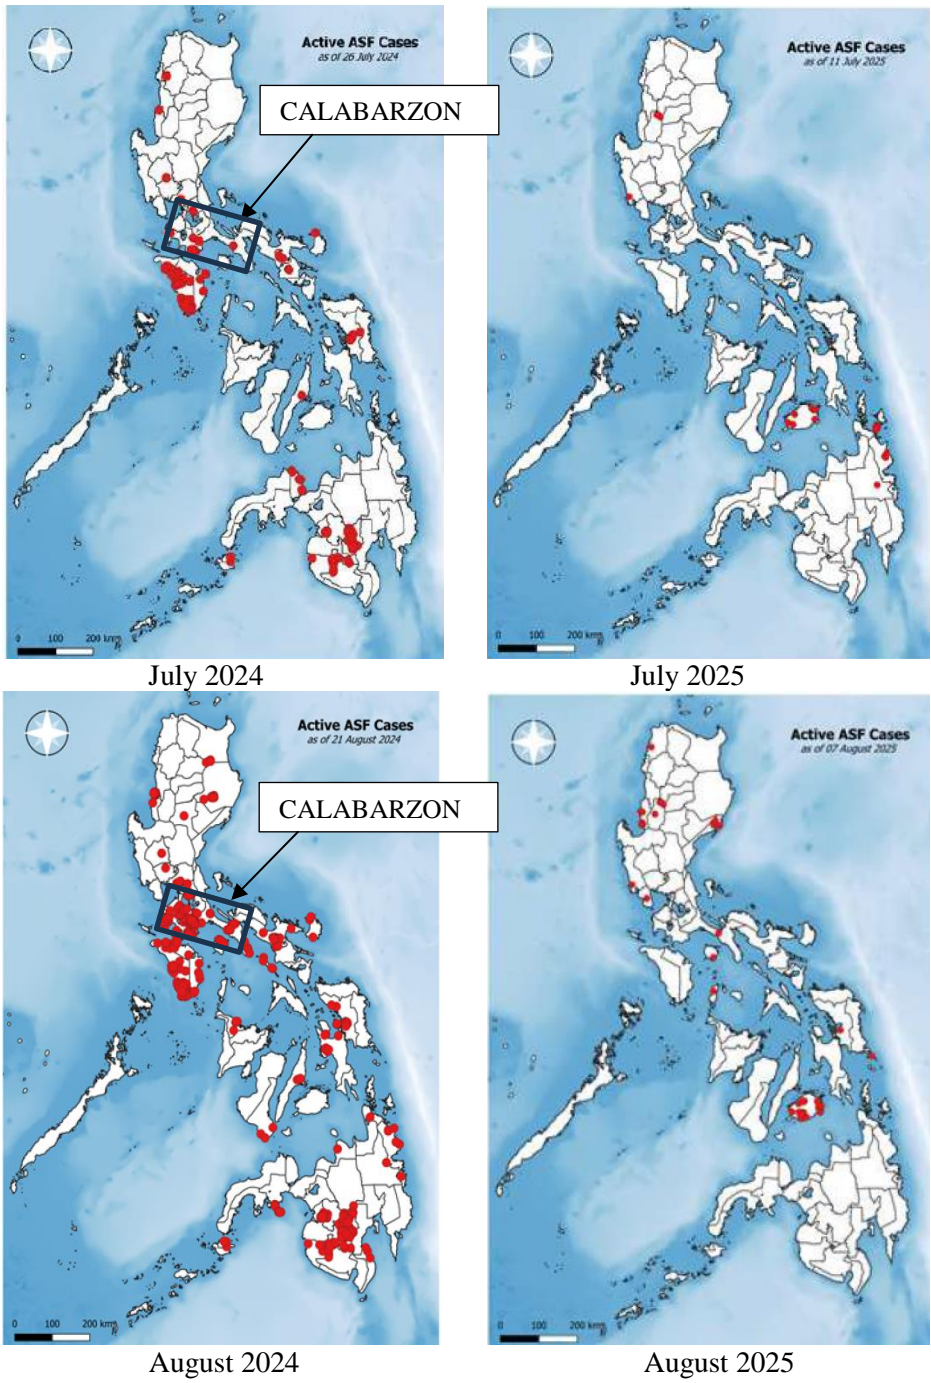 Active ASF Cases
as of 26 July 2024
CALABARZON
0 100 200 km
July 2024
Active ASF Cases
as of 11 July 2025
0 100 200 km
July 2025
Active ASF Cases
as of 21 August 2024
CALABARZON
0 100 200 km
August 2024
Active ASF Cases
as of 07 August 2025
0 100 200 km
August 2025